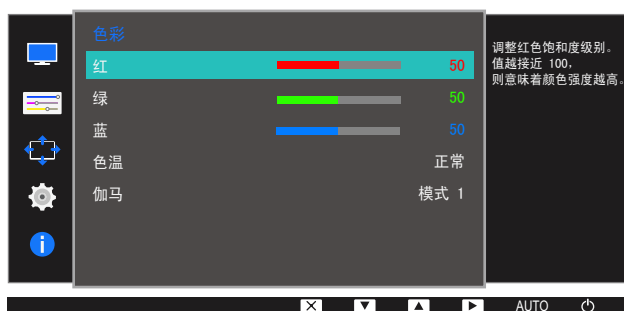 色彩
红 50
绿 50
蓝 50
色温 正常
伽马 模式 1
调整红色饱和度级别。
值越接近 100,
则意味着颜色强度越高。
AUTO